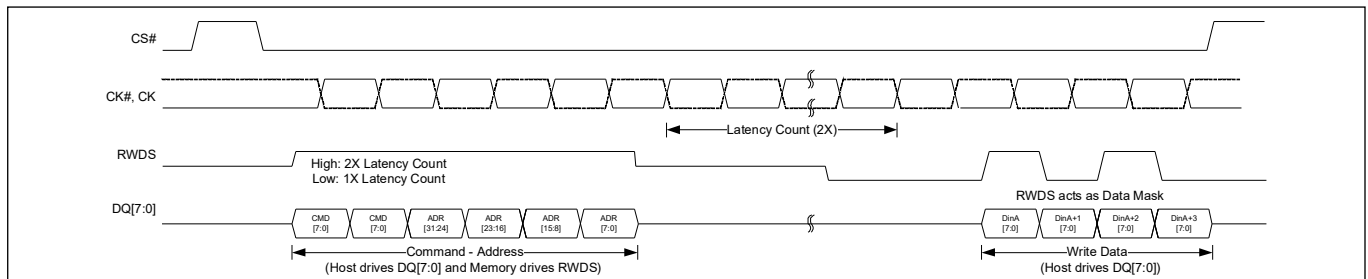 CS#
CK#, CK
Latency Count (2X)
RWDS
High: 2X Latency Count
Low: 1X Latency Count
RWDS acts as Data Mask
DQ[7:0]
CMD [7:0]
CMD [7:0]
ADR [31:24]
ADR [23:16]
ADR [15:8]
ADR [7:0]
DinA [7:0]
DinA+1 [7:0]
DinA+2 [7:0]
DinA+3 [7:0]
Command - Address
(Host drives DQ[7:0] and Memory drives RWDS)
Write Data
(Host drives DQ[7:0])